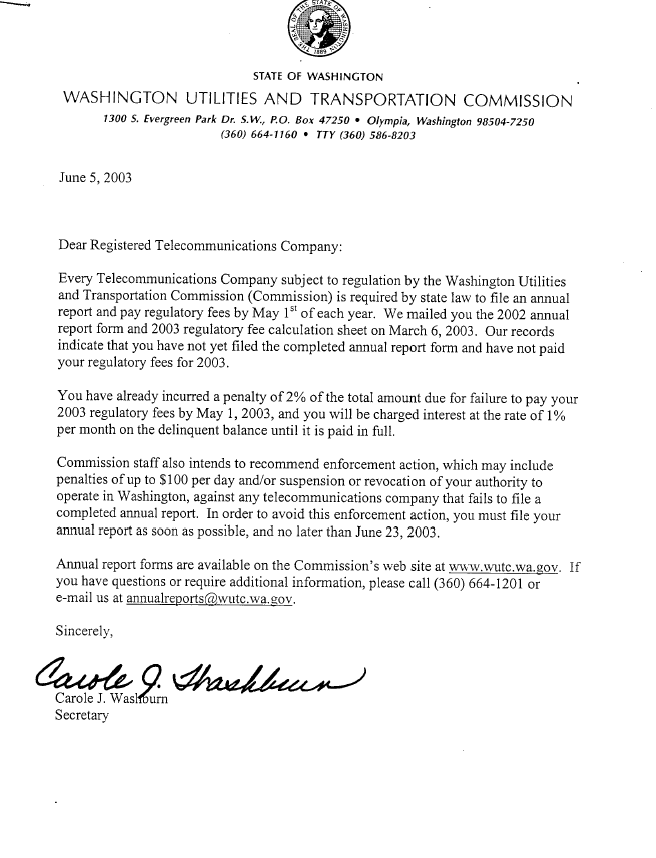 THE SEAL OF THE STATE OF WASHINGTON
1889
STATE OF WASHINGTON
WASHINGTON UTILITIES AND TRANSPORTATION COMMISSION
1300 S. Evergreen Park Dr. S.W., P.O. Box 47250 • Olympia, Washington 98504-7250
(360) 664-1160 • TTY (360) 586-8203
June 5, 2003
Dear Registered Telecommunications Company:
Every Telecommunications Company subject to regulation by the Washington Utilities
and Transportation Commission (Commission) is required by state law to file an annual
report and pay regulatory fees by May 1st of each year. We mailed you the 2002 annual
report form and 2003 regulatory fee calculation sheet on March 6, 2003. Our records
indicate that you have not yet filed the completed annual report form and have not paid
your regulatory fees for 2003.
You have already incurred a penalty of 2% of the total amount due for failure to pay your
2003 regulatory fees by May 1, 2003, and you will be charged interest at the rate of 1%
per month on the delinquent balance until it is paid in full.
Commission staff also intends to recommend enforcement action, which may include
penalties of up to $100 per day and/or suspension or revocation of your authority to
operate in Washington, against any telecommunications company that fails to file a
completed annual report. In order to avoid this enforcement action, you must file your
annual report as soon as possible, and no later than June 23, 2003.
Annual report forms are available on the Commission's web site at www.wutc.wa.gov. If
you have questions or require additional information, please call (360) 664-1201 or
e-mail us at annualreports@wutc.wa.gov.
Sincerely,
Carole J. Washburn
Carole J. Washburn
Secretary